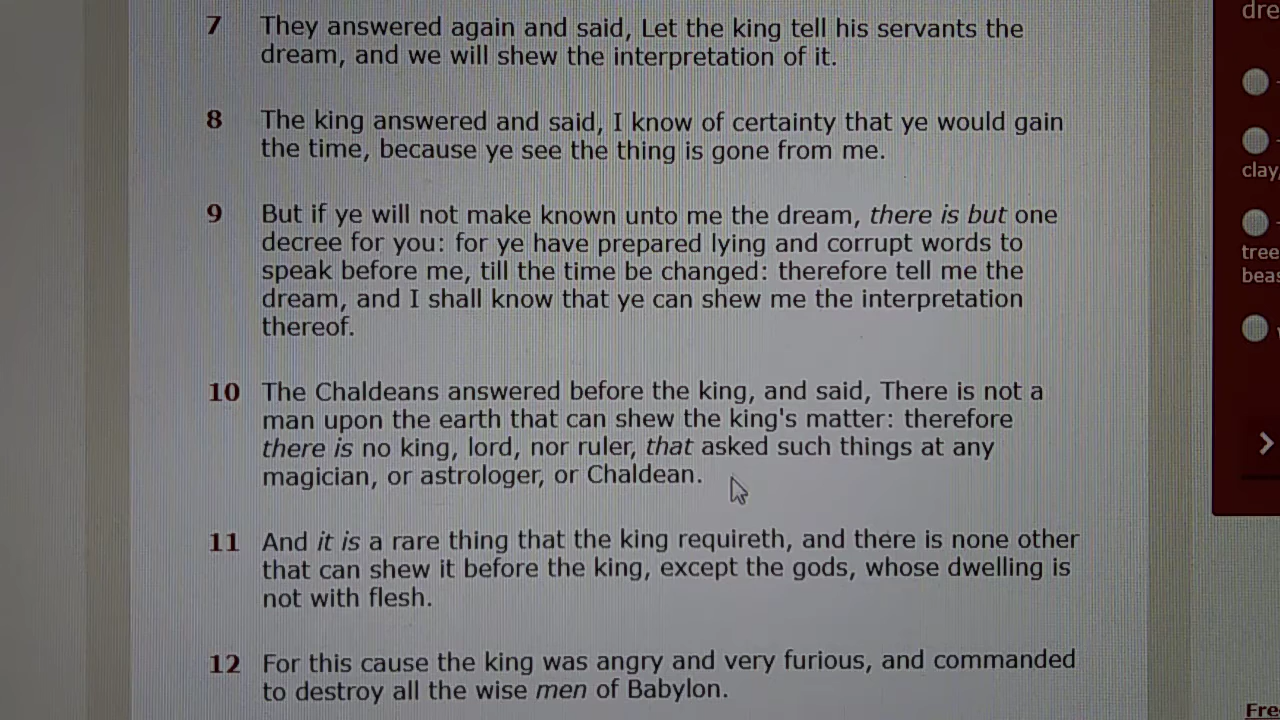 7 They answered again and said, Let the king tell his servants the
dream, and we will shew the interpretation of it.
8 The king answered and said, I know of certainty that ye would gain
the time, because ye see the thing is gone from me.
9 But if ye will not make known unto me the dream, there is but one
decree for you: for ye have prepared lying and corrupt words to
speak before me, till the time be changed: therefore tell me the
dream, and I shall know that ye can shew me the interpretation
thereof.
10 The Chaldeans answered before the king, and said, There is not a
man upon the earth that can shew the king's matter: therefore
there is no king, lord, nor ruler, that asked such things at any
magician, or astrologer, or Chaldean.
11 And it is a rare thing that the king requireth, and there is none other
that can shew it before the king, except the gods, whose dwelling is
not with flesh.
12 For this cause the king was angry and very furious, and commanded
to destroy all the wise men of Babylon.
dre
clay,
tree
beas
Fre